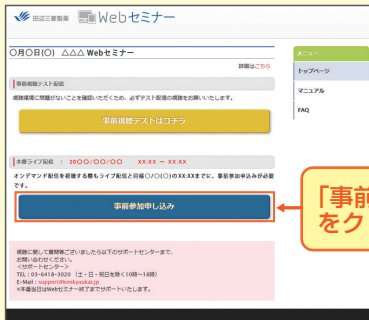 田辺三菱製薬 Webセミナー
〇月〇日(〇) △△△ Webセミナー
詳細はこちら
事前視聴テスト配信
視聴環境に問題がないことを確認いただくため、必ずテスト配信の視聴をお願いいたします。
事前視聴テストはコチラ
本番ライブ配信 : 20〇〇/〇〇/〇〇 XX:XX ～ XX:XX
オンデマンド配信を視聴する際もライブ配信と同様〇/〇(〇)のXX:XXまでに、事前参加申込みが必要
です。
事前参加申し込み
視聴に関して質問等ございましたら以下のサポートセンターまで、
お問い合わせください。
<サポートセンター>
TEL：03-6418-3020 (土・日・祝日を除く10時～18時)
E-Mail：support@kenkyuukai.jp
※本番当日はWebセミナー終了までサポートいたします。
メニュー
トップページ
マニュアル
FAQ
「事前
をク